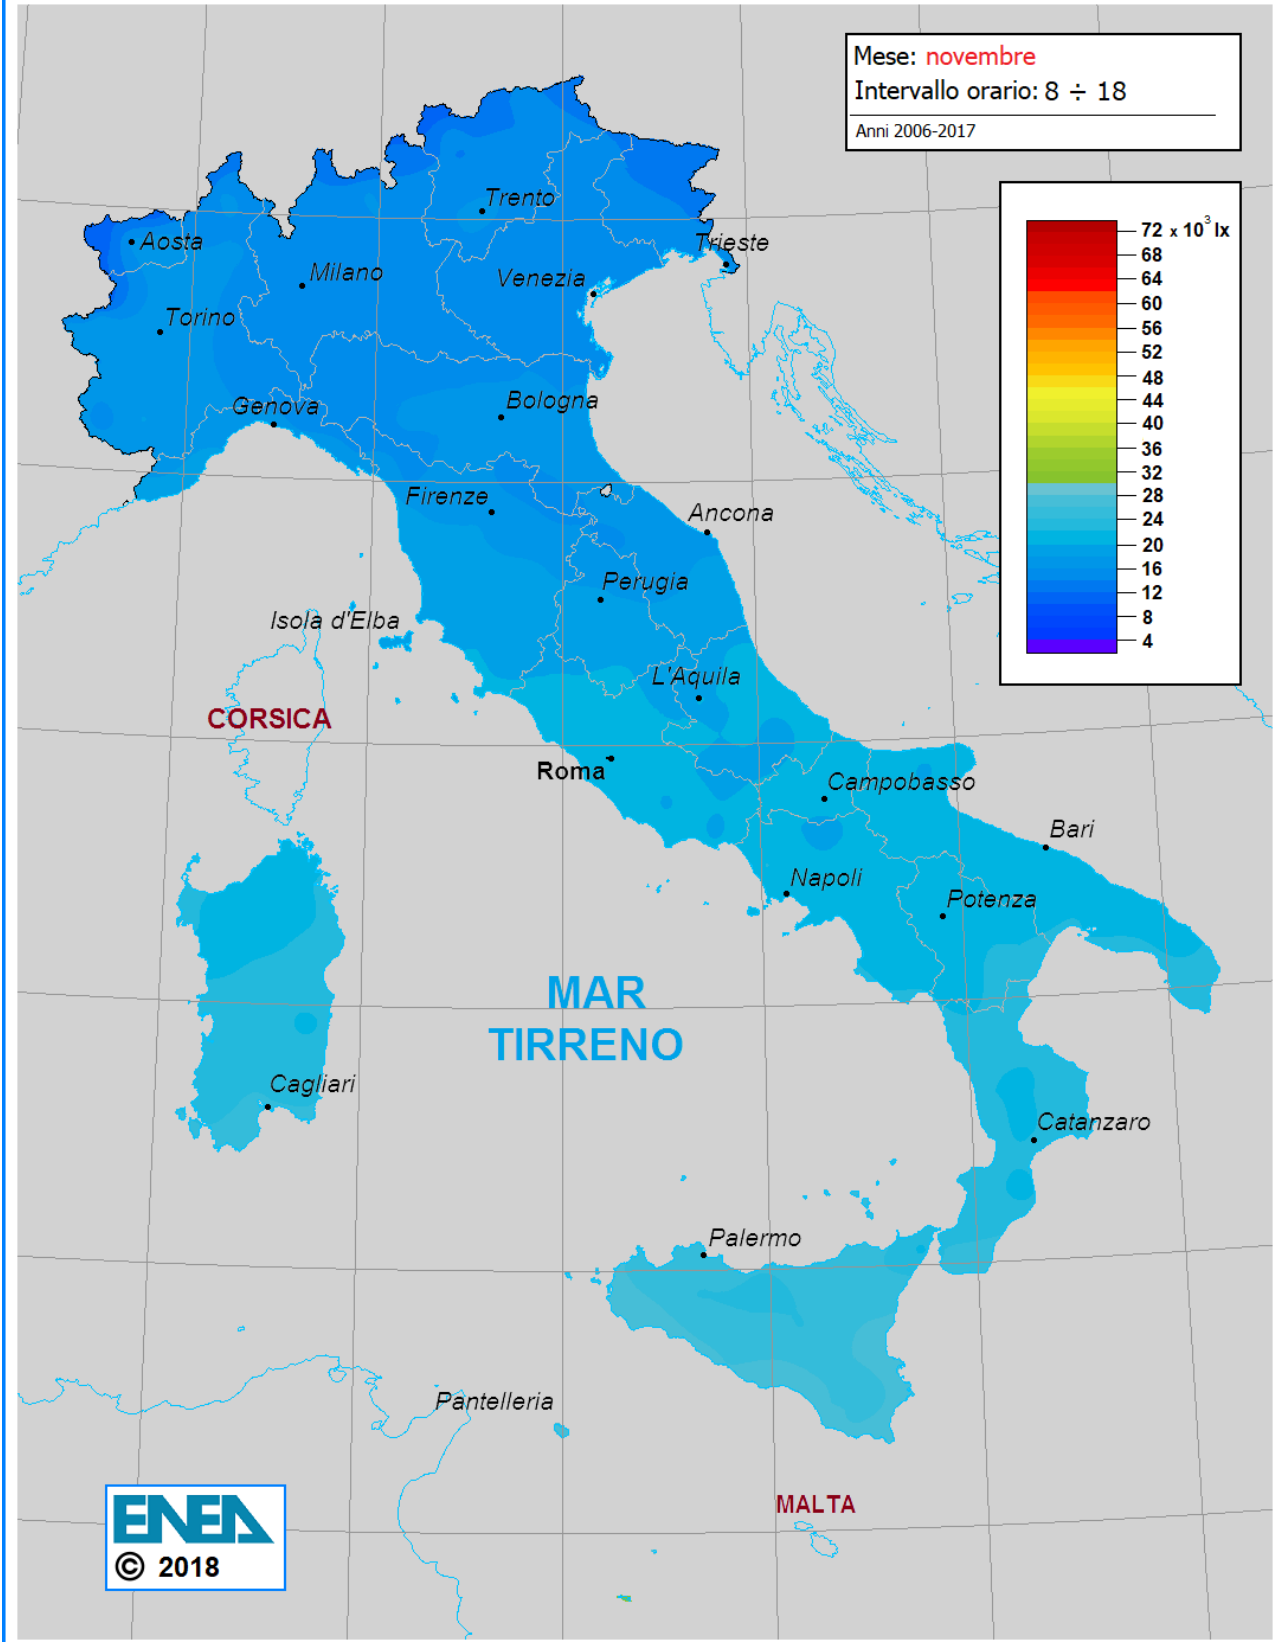 Mese: novembre
Intervallo orario: 8 ÷ 18
Anni 2006-2017
72 x 10³ lx
68
64
60
56
52
48
44
40
36
32
28
24
20
16
12
8
4
Trento
Aosta
Trieste
Milano
Venezia
Torino
Genova
Bologna
Firenze
Ancona
Perugia
Isola d'Elba
L'Aquila
CORSICA
Roma
Campobasso
Bari
Napoli
Potenza
MAR
TIRRENO
Cagliari
Catanzaro
Palermo
Pantelleria
MALTA
ENEA
© 2018